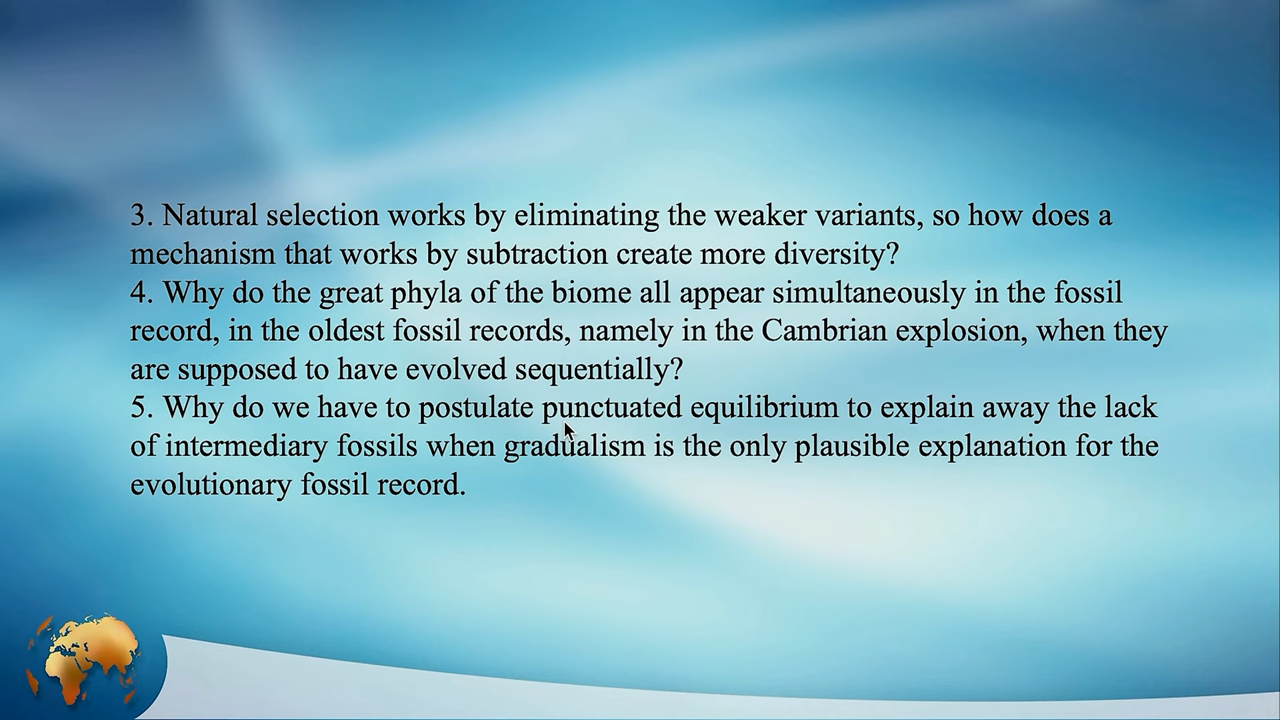 3. Natural selection works by eliminating the weaker variants, so how does a
mechanism that works by subtraction create more diversity?
4. Why do the great phyla of the biome all appear simultaneously in the fossil
record, in the oldest fossil records, namely in the Cambrian explosion, when they
are supposed to have evolved sequentially?
5. Why do we have to postulate punctuated equilibrium to explain away the lack
of intermediary fossils when gradualism is the only plausible explanation for the
evolutionary fossil record.